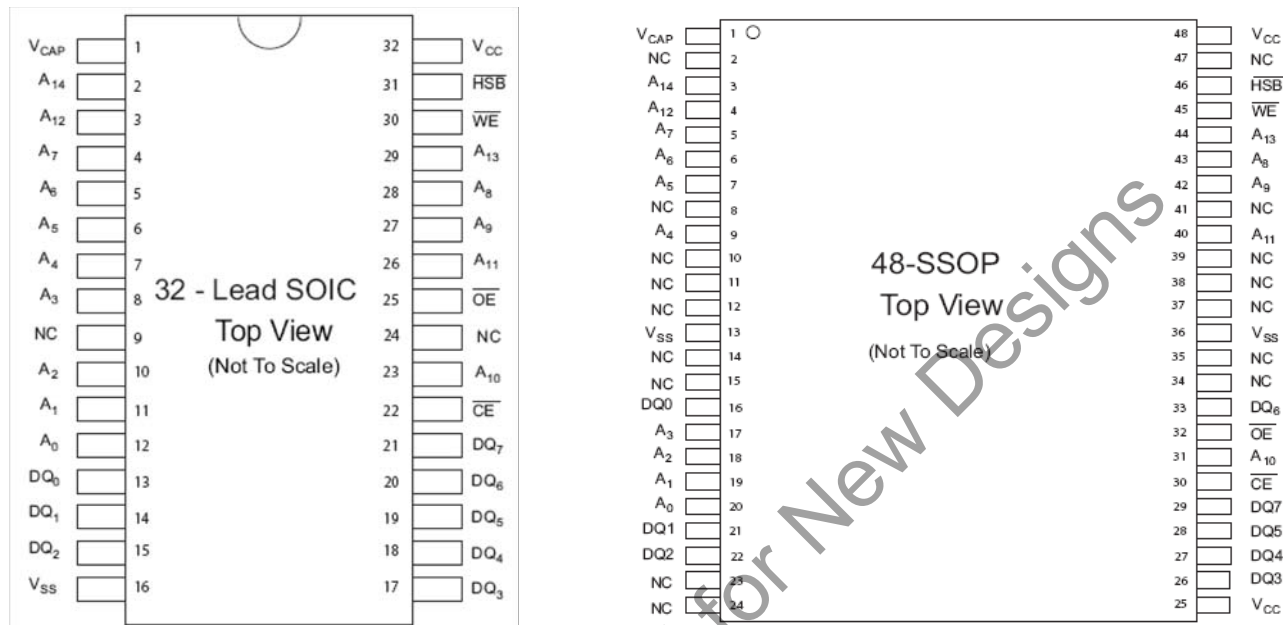 VCAP 1 32 VCC
A14 2 31 HSB
A12 3 30 WE
A7 4 29 A13
A6 5 28 A8
A5 6 27 A9
A4 7 26 A11
A3 8 25 OE
NC 9 24 NC
A2 10 23 A10
A1 11 22 CE
A0 12 21 DQ7
DQ0 13 20 DQ6
DQ1 14 19 DQ5
DQ2 15 18 DQ4
VSS 16 17 DQ3
32 - Lead SOIC
Top View
(Not To Scale)
VCAP 1 48 VCC
NC 2 47 NC
A14 3 46 HSB
A12 4 45 WE
A7 5 44 A13
A6 6 43 A8
A5 7 42 A9
NC 8 41 NC
A4 9 40 A11
NC 10 39 NC
NC 11 38 NC
NC 12 37 NC
VSS 13 36 VSS
NC 14 35 NC
NC 15 34 NC
DQ0 16 33 DQ6
A3 17 32 OE
A2 18 31 A10
A1 19 30 CE
A0 20 29 DQ7
DQ1 21 28 DQ5
DQ2 22 27 DQ4
NC 23 26 DQ3
NC 24 25 VCC
48-SSOP
Top View
(Not To Scale)
for New Designs